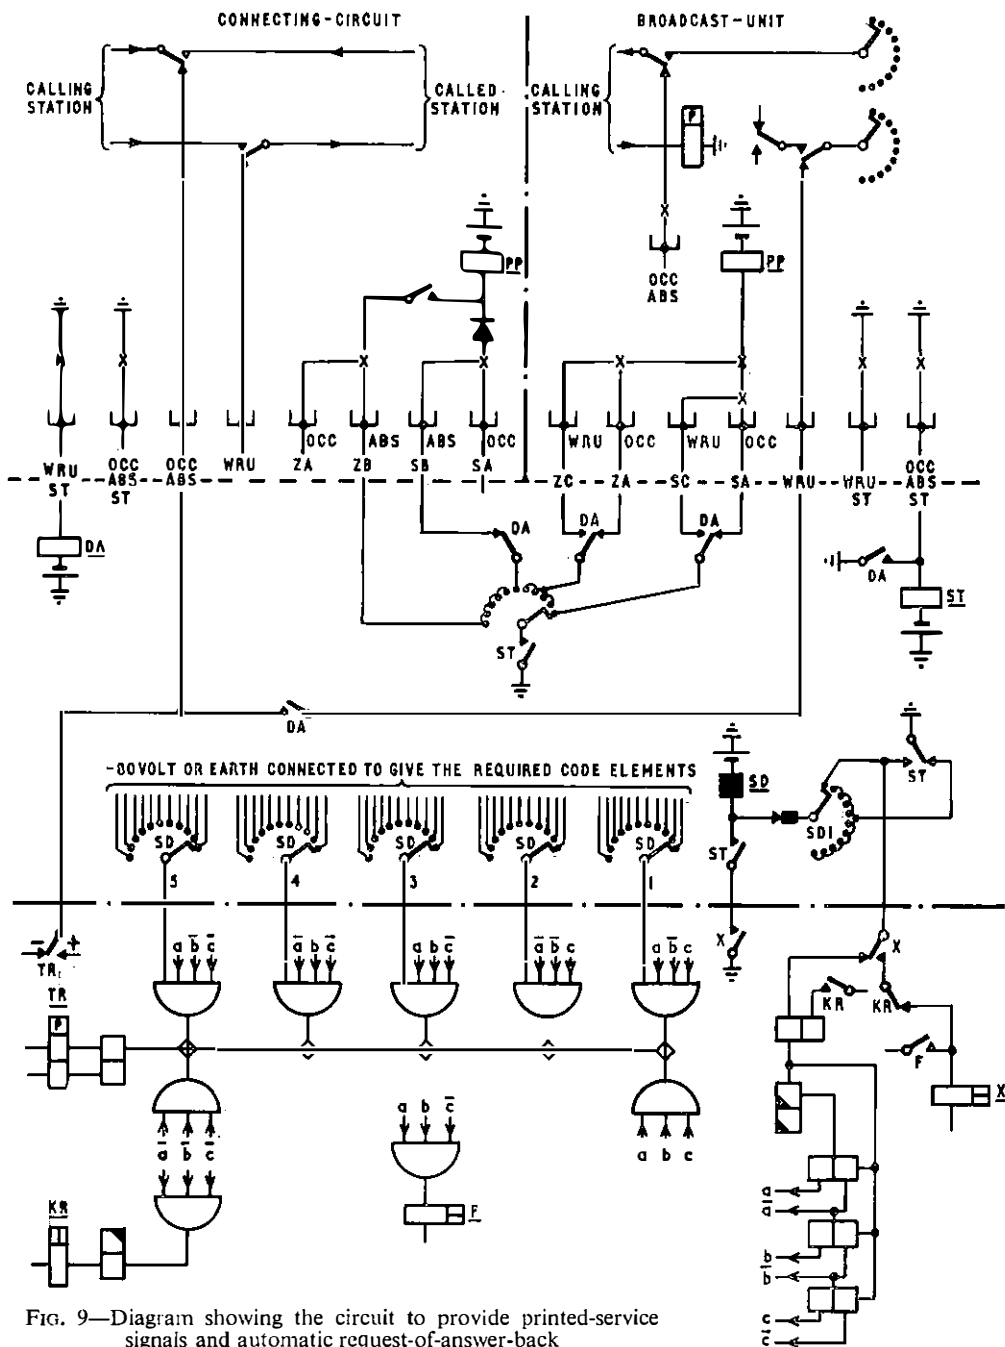 CONNECTING-CIRCUIT
BROADCAST-UNIT
CALLING
STATION
CALLED
STATION
CALLING
STATION
P
PP
PP
OCC
ABS
OCC
ABS
ABS
OCC
WRU
OCC
WRU
OCC
WRU
ST
OCC
ABS
ST
OCC
ABS
WRU
ZA
ZB
SB
SA
ZC
ZA
SC
SA
WRU
WRU
ST
OCC
ABS
ST
DA
DA
DA
DA
DA
ST
ST
DA
-80 VOLT OR EARTH CONNECTED TO GIVE THE REQUIRED CODE ELEMENTS
SD
SD
SD
SD
SD
5
4
3
2
1
SD
ST
SD1
ST
- +
TR1
X
X
KR
KR
a b̄ c̄
ā b c̄
a b c̄
ā b̄ c
a b̄ c
TR
P
F
X
ā b̄ c̄
ā b̄ c̄
a b c̄
a b c
KR
F
a
ā
b
b̄
c
c̄
FIG. 9—Diagram showing the circuit to provide printed-service
signals and automatic request-of-answer-back